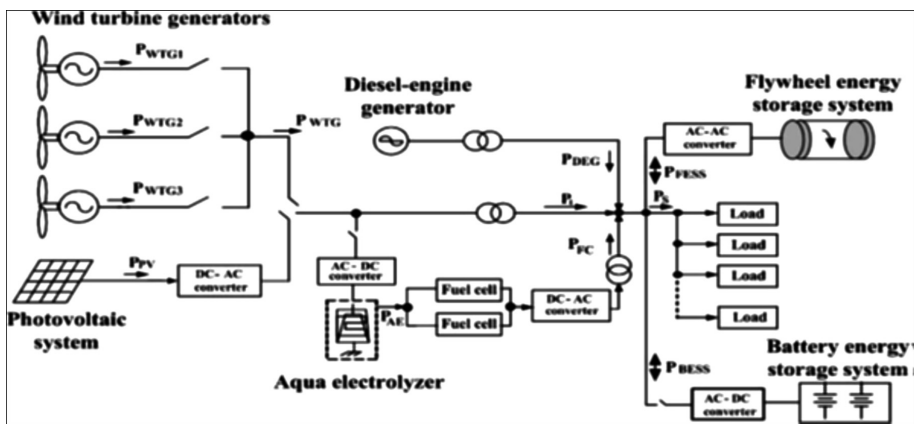 Wind turbine generators
PWTG1
PWTG2
PWTG3
PWTG
Diesel-engine
generator
PDEG
Flywheel energy
storage system
AC-AC
converter
PFESS
PS
Load
Load
Load
Load
PFC
PPV
DC-AC
converter
Photovoltaic
system
AC-DC
converter
PAE
Fuel cell
Fuel cell
DC-AC
converter
Aqua electrolyzer
PBESS
Battery energy
storage system
AC-DC
converter